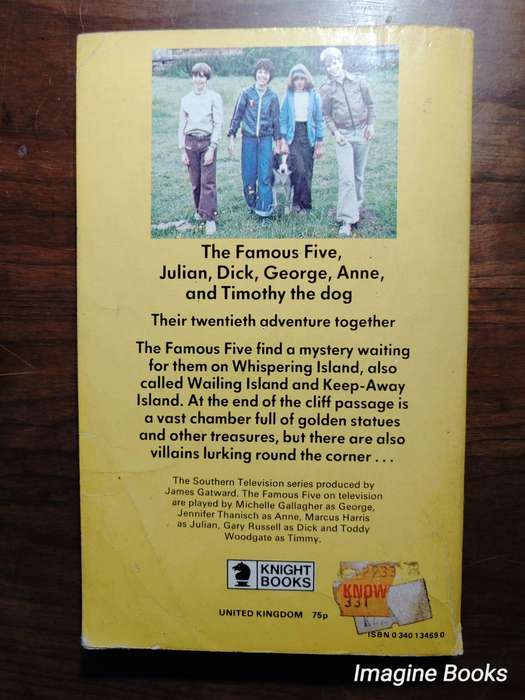 The Famous Five,
Julian, Dick, George, Anne,
and Timothy the dog
Their twentieth adventure together
The Famous Five find a mystery waiting
for them on Whispering Island, also
called Wailing Island and Keep-Away
Island. At the end of the cliff passage is
a vast chamber full of golden statues
and other treasures, but there are also
villains lurking round the corner . . .
The Southern Television series produced by
James Gatward. The Famous Five on television
are played by Michelle Gallagher as George,
Jennifer Thanisch as Anne, Marcus Harris
as Julian, Gary Russell as Dick and Toddy
Woodgate as Timmy.
KNIGHT
BOOKS
KNOW
331
UNITED KINGDOM 75p
ISBN 0 340 13469 0
Imagine Books